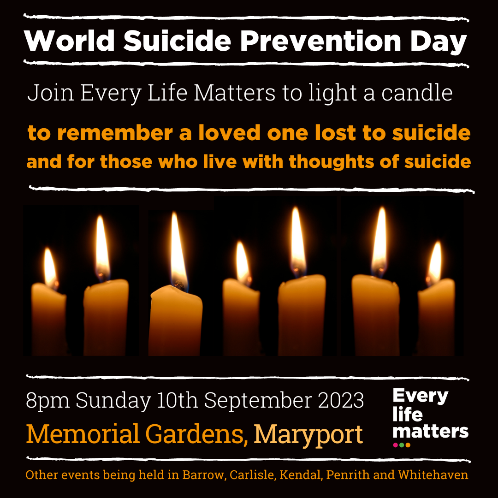 World Suicide Prevention Day
Join Every Life Matters to light a candle
to remember a loved one lost to suicide
and for those who live with thoughts of suicide
8pm Sunday 10th September 2023
Memorial Gardens, Maryport
Every
life
matters
Other events being held in Barrow, Carlisle, Kendal, Penrith and Whitehaven